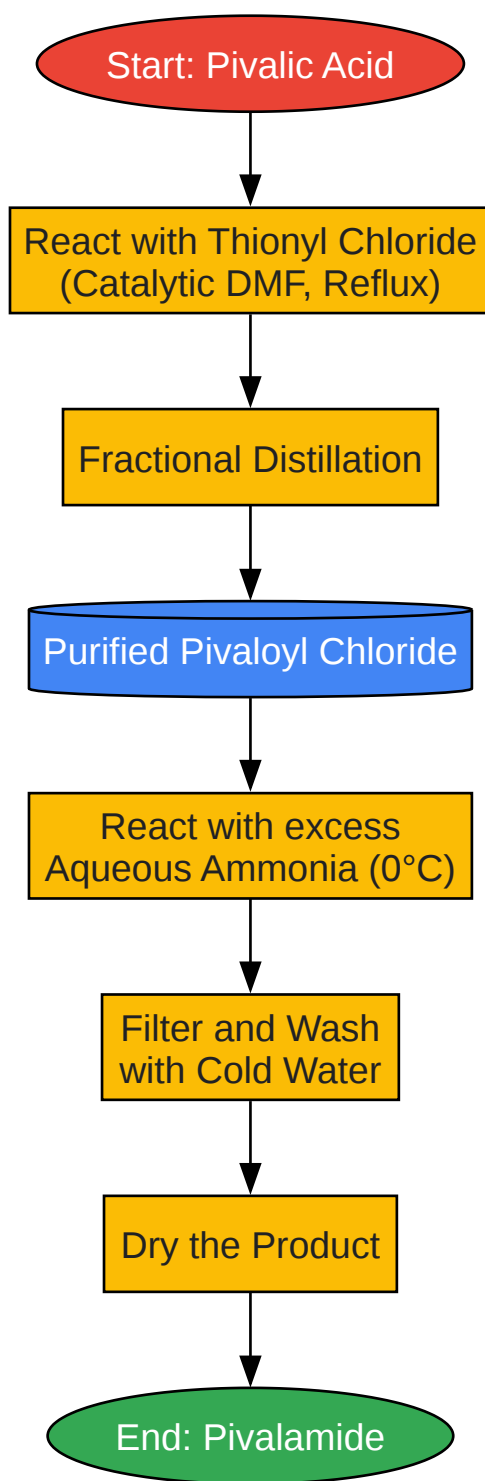 Start: Pivalic Acid
React with Thionyl Chloride
(Catalytic DMF, Reflux)
Fractional Distillation
Purified Pivaloyl Chloride
React with excess
Aqueous Ammonia (0°C)
Filter and Wash
with Cold Water
Dry the Product
End: Pivalamide